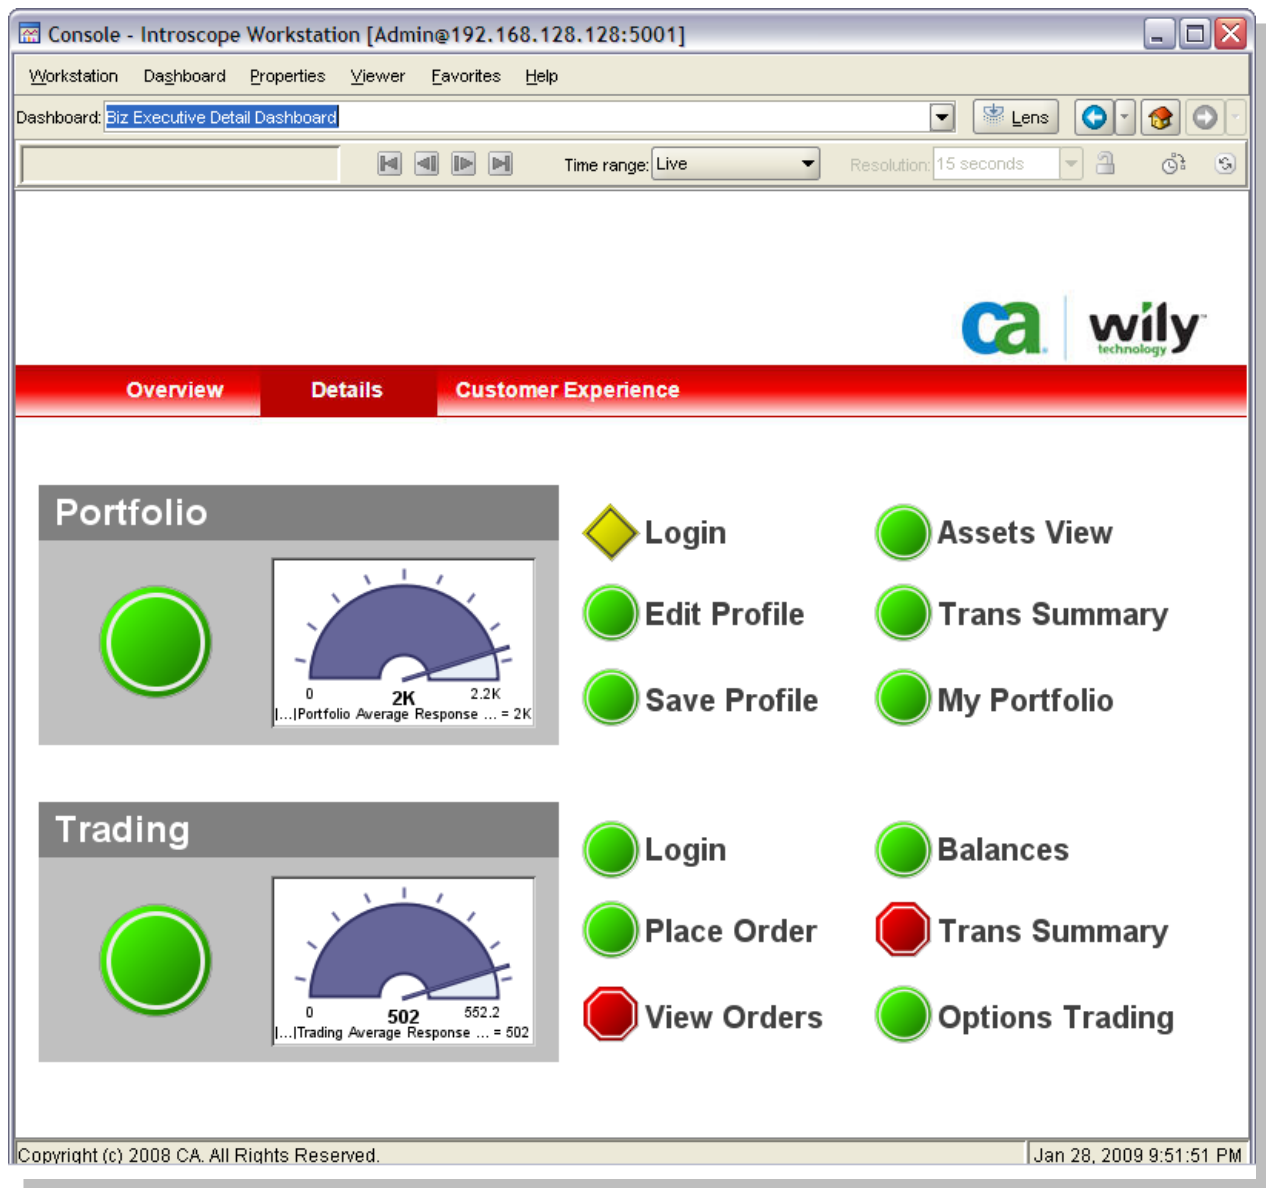 Console - Introscope Workstation [Admin@192.168.128.128:5001]
Workstation Dashboard Properties Viewer Favorites Help
Dashboard: Biz Executive Detail Dashboard Lens
Time range: Live Resolution: 15 seconds
ca wily technology™
Overview Details Customer Experience
Portfolio
Login Assets View
Edit Profile Trans Summary
0 2K 2.2K
|...|Portfolio Average Response ... = 2K
Save Profile My Portfolio
Trading
Login Balances
Place Order Trans Summary
0 502 552.2
|...|Trading Average Response ... = 502
View Orders Options Trading
Copyright (c) 2008 CA. All Rights Reserved. Jan 28, 2009 9:51:51 PM